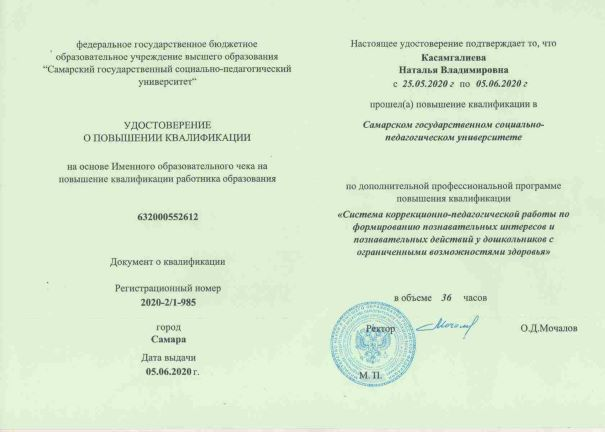 федеральное государственное бюджетное
образовательное учреждение высшего образования
“Самарский государственный социально-педагогический
университет“
УДОСТОВЕРЕНИЕ
О ПОВЫШЕНИИ КВАЛИФИКАЦИИ
на основе Именного образовательного чека на
повышение квалификации работника образования
632000552612
Документ о квалификации
Регистрационный номер
2020-2/1-985
город
Самара
Дата выдачи
05.06.2020 г.
Настоящее удостоверение подтверждает то, что
Касамгалиева
Наталья Владимировна
с 25.05.2020 г по 05.06.2020 г
прошел(а) повышение квалификации в
Самарском государственном социально-
педагогическом университете
по дополнительной профессиональной программе
повышения квалификации
«Система коррекционно-педагогической работы по
формированию познавательных интересов и
познавательных действий у дошкольников с
ограниченными возможностями здоровья»
в объеме 36 часов
Ректор О.Д.Мочалов
М. П.